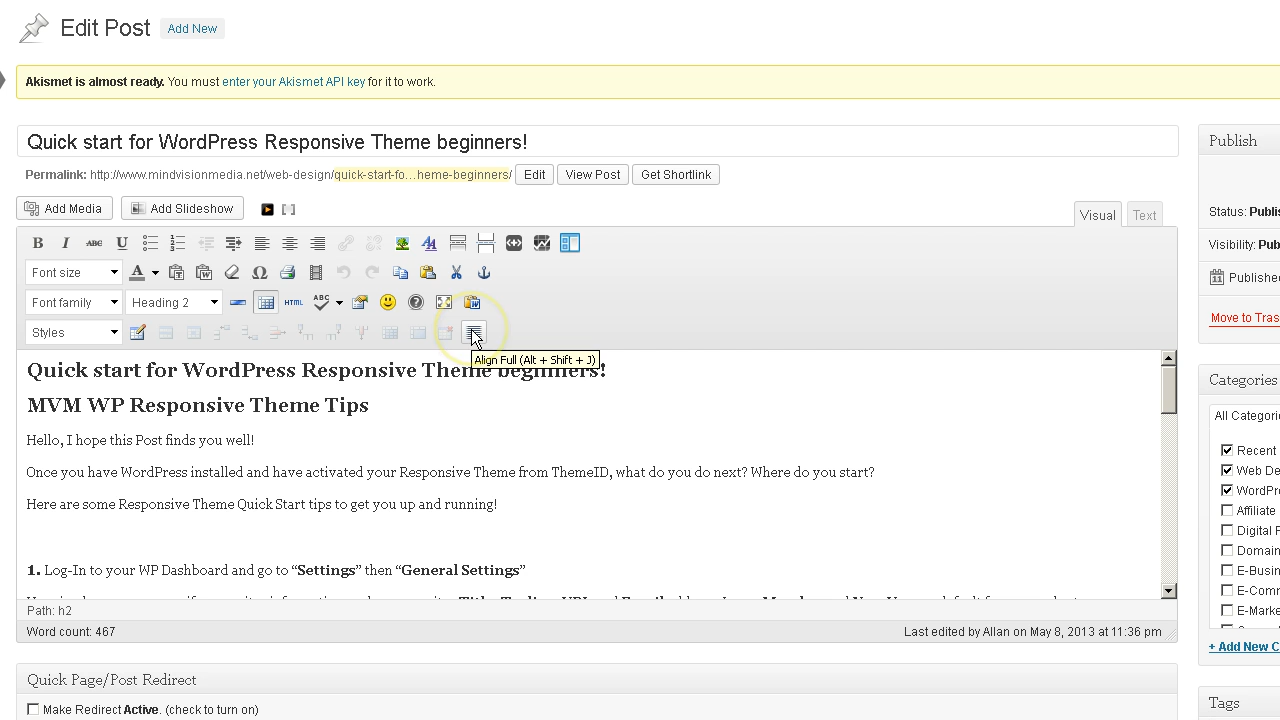 Edit Post Add New
Akismet is almost ready. You must enter your Akismet API key for it to work.
Quick start for WordPress Responsive Theme beginners!
Permalink: http://www.mindvisionmedia.net/web-design/quick-start-fo...heme-beginners/ Edit View Post Get Shortlink
Add Media Add Slideshow
Visual Text
B I ABC U
Font size A
Font family Heading 2 HTML ABC
Styles
Align Full (Alt + Shift + J)
Quick start for WordPress Responsive Theme beginners!
MVM WP Responsive Theme Tips
Hello, I hope this Post finds you well!
Once you have WordPress installed and have activated your Responsive Theme from ThemeID, what do you do next? Where do you start?
Here are some Responsive Theme Quick Start tips to get you up and running!
1. Log-In to your WP Dashboard and go to “Settings” then “General Settings”
Path: h2
Word count: 467 Last edited by Allan on May 8, 2013 at 11:36 pm
Quick Page/Post Redirect
Make Redirect Active. (check to turn on)
Publish
Status: Publis
Visibility: Pub
Published
Move to Tras
Categories
All Categori
Recent
Web De
WordPr
Affiliate
Digital F
Domain
E-Busin
E-Comm
E-Marke
+ Add New C
Tags